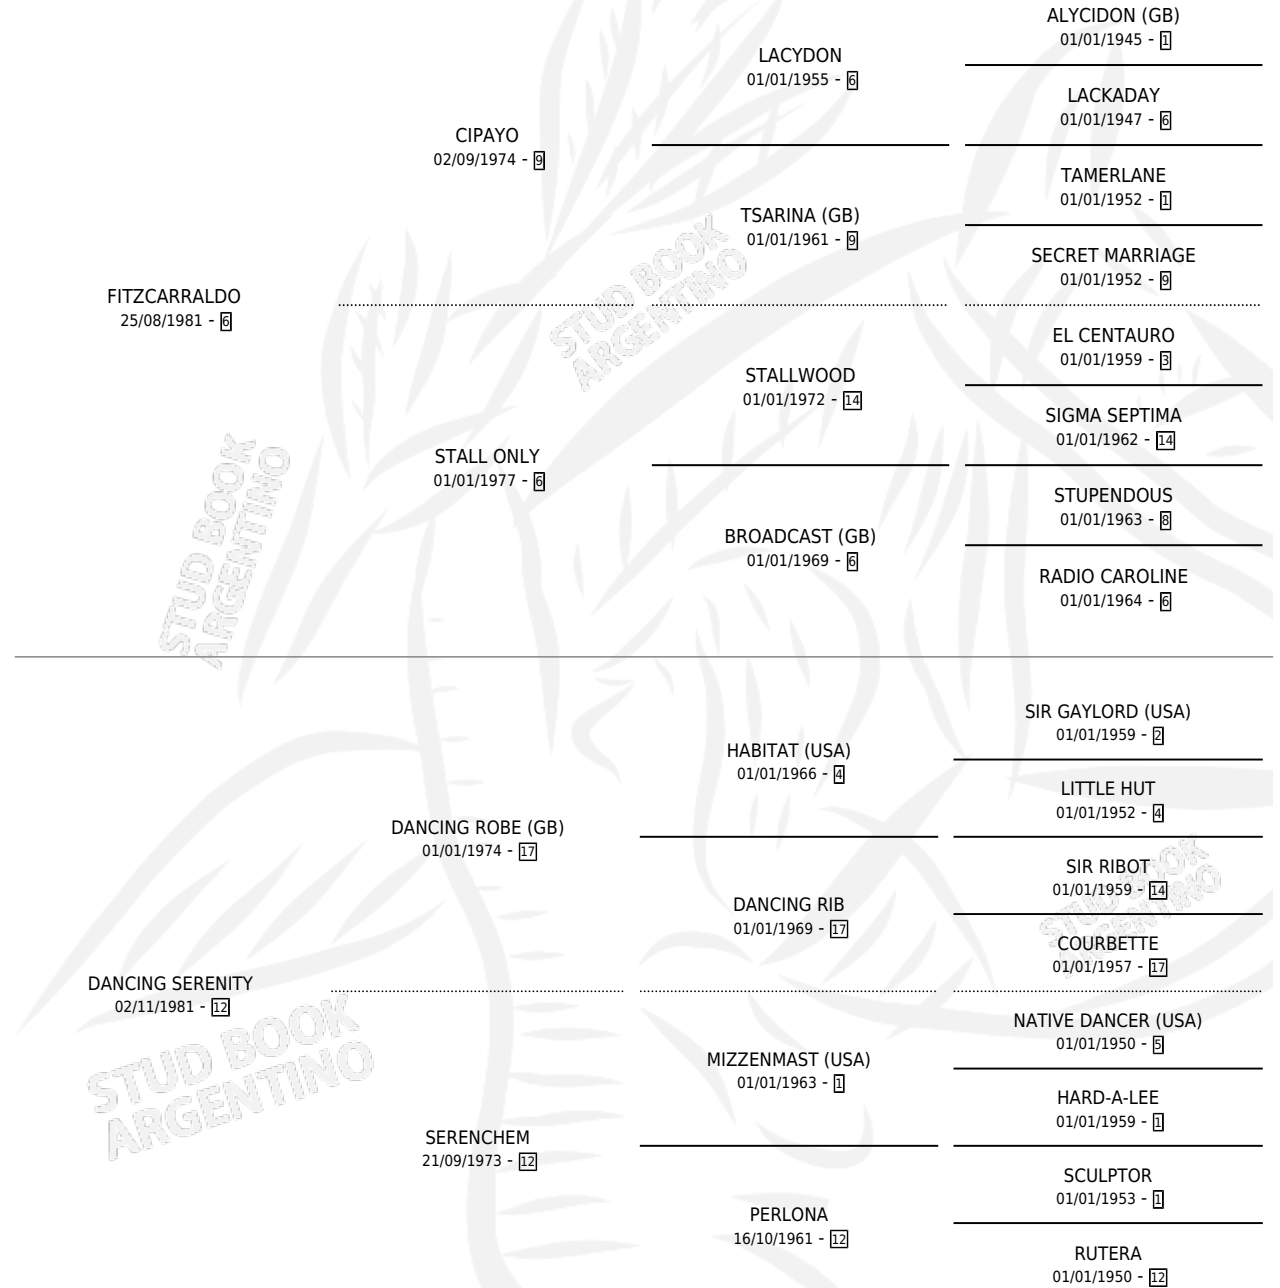 ALYCIDON (GB)
01/01/1945 - 1
LACYDON
01/01/1955 - 6
LACKADAY
01/01/1947 - 6
CIPAYO
02/09/1974 - 9
TAMERLANE
01/01/1952 - 1
TSARINA (GB)
01/01/1961 - 9
SECRET MARRIAGE
01/01/1952 - 9
FITZCARRALDO
25/08/1981 - 6
EL CENTAURO
01/01/1959 - 3
STALLWOOD
01/01/1972 - 14
SIGMA SEPTIMA
01/01/1962 - 14
STALL ONLY
01/01/1977 - 6
STUPENDOUS
01/01/1963 - 8
BROADCAST (GB)
01/01/1969 - 6
RADIO CAROLINE
01/01/1964 - 6
STUD BOOK
ARGENTINO
STUD BOOK
ARGENTINO
SIR GAYLORD (USA)
01/01/1959 - 2
HABITAT (USA)
01/01/1966 - 4
LITTLE HUT
01/01/1952 - 4
DANCING ROBE (GB)
01/01/1974 - 17
SIR RIBOT
01/01/1959 - 14
DANCING RIB
01/01/1969 - 17
COURBETTE
01/01/1957 - 17
DANCING SERENITY
02/11/1981 - 12
NATIVE DANCER (USA)
01/01/1950 - 5
MIZZENMAST (USA)
01/01/1963 - 1
HARD-A-LEE
01/01/1959 - 1
SERENCHEM
21/09/1973 - 12
SCULPTOR
01/01/1953 - 1
PERLONA
16/10/1961 - 12
RUTERA
01/01/1950 - 12
STUD BOOK
ARGENTINO
STUD BOOK
ARGENTINO